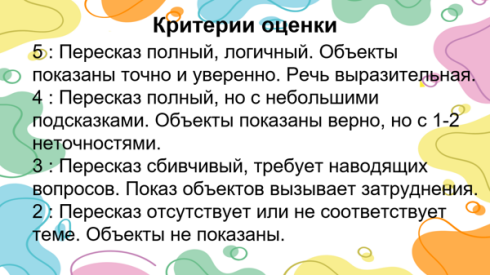 Критерии оценки
5 : Пересказ полный, логичный. Объекты
показаны точно и уверенно. Речь выразительная.
4 : Пересказ полный, но с небольшими
подсказками. Объекты показаны верно, но с 1-2
неточностями.
3 : Пересказ сбивчивый, требует наводящих
вопросов. Показ объектов вызывает затруднения.
2 : Пересказ отсутствует или не соответствует
теме. Объекты не показаны.